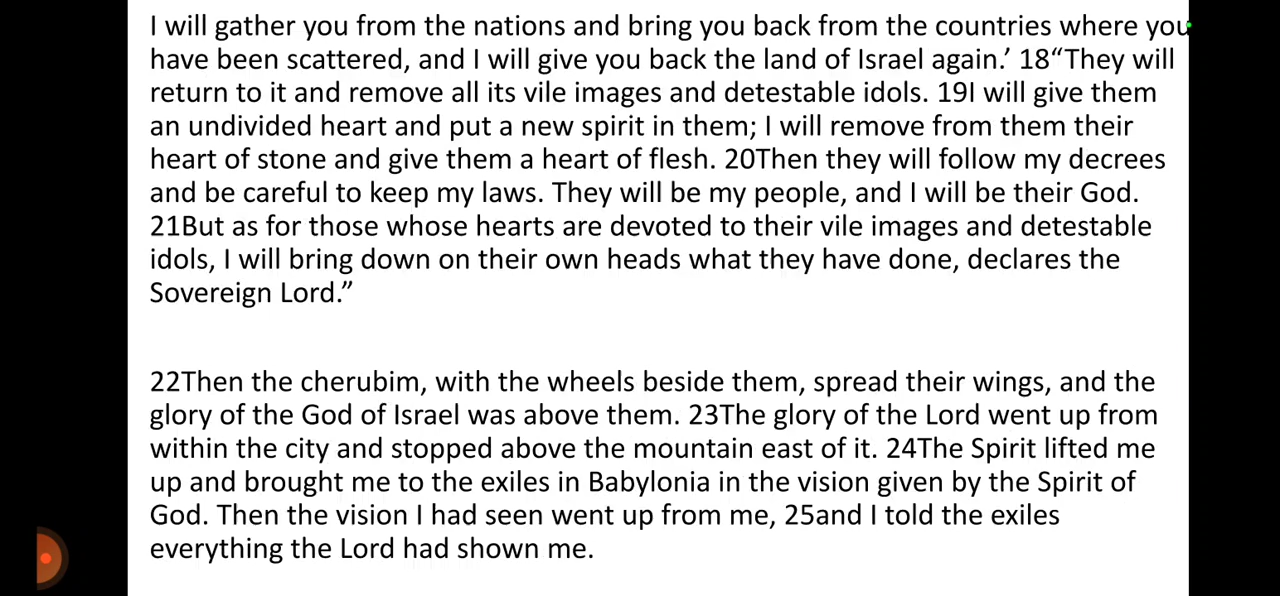 I will gather you from the nations and bring you back from the countries where you
have been scattered, and I will give you back the land of Israel again.’ 18“They will
return to it and remove all its vile images and detestable idols. 19I will give them
an undivided heart and put a new spirit in them; I will remove from them their
heart of stone and give them a heart of flesh. 20Then they will follow my decrees
and be careful to keep my laws. They will be my people, and I will be their God.
21But as for those whose hearts are devoted to their vile images and detestable
idols, I will bring down on their own heads what they have done, declares the
Sovereign Lord.”
22Then the cherubim, with the wheels beside them, spread their wings, and the
glory of the God of Israel was above them. 23The glory of the Lord went up from
within the city and stopped above the mountain east of it. 24The Spirit lifted me
up and brought me to the exiles in Babylonia in the vision given by the Spirit of
God. Then the vision I had seen went up from me, 25and I told the exiles
everything the Lord had shown me.